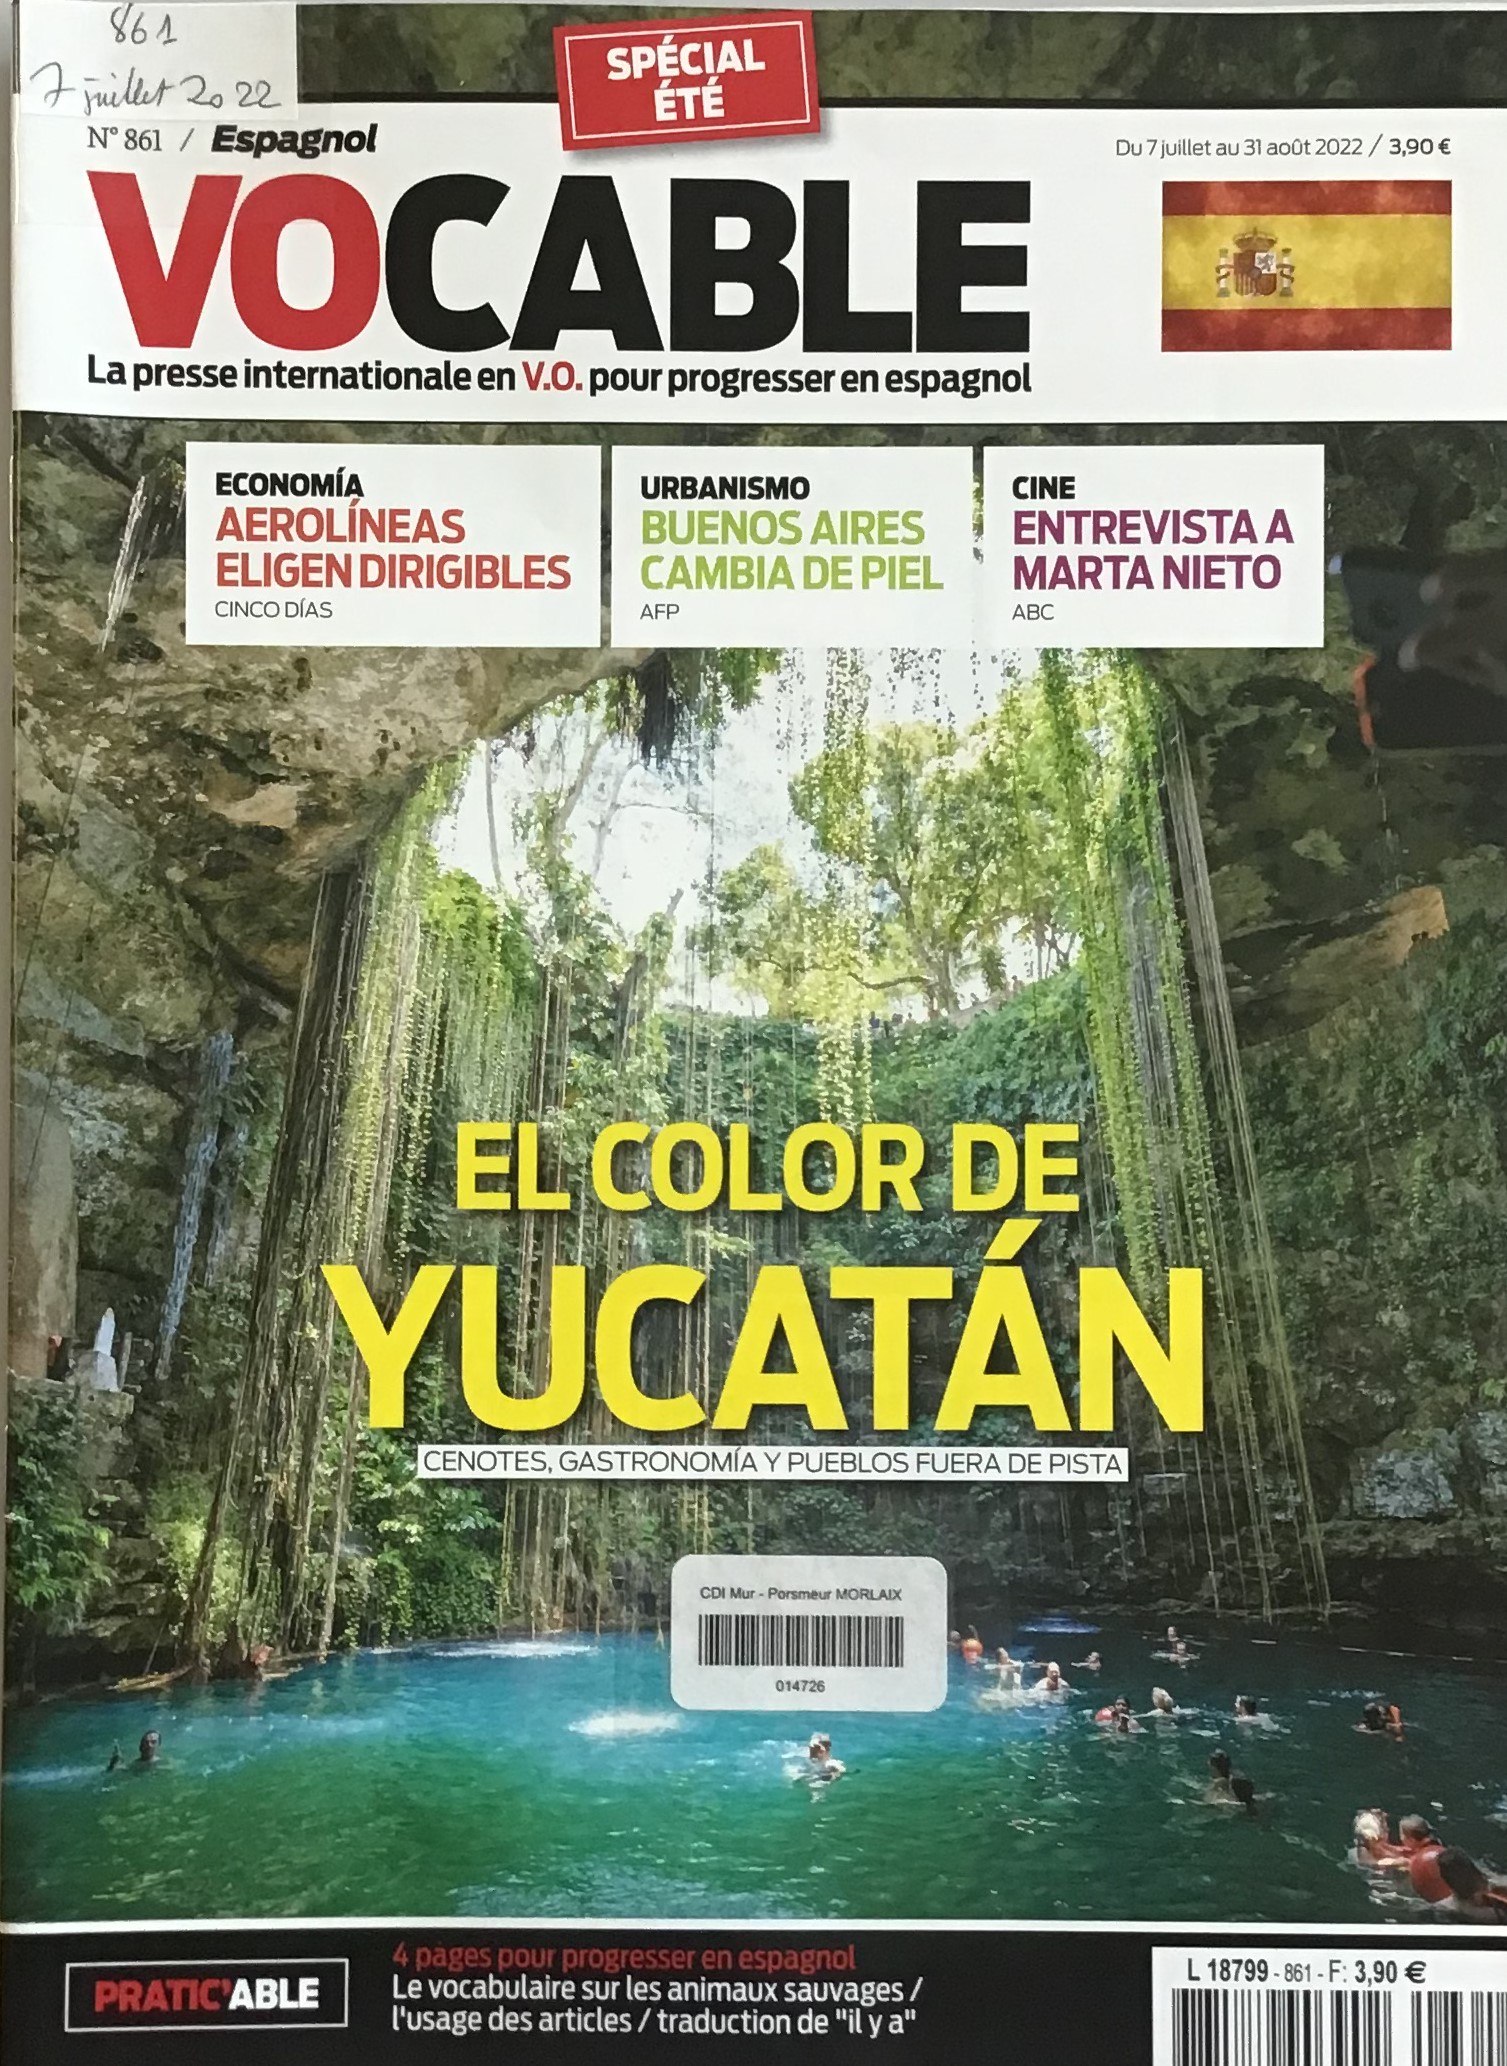 861
7 juillet 2022
SPÉCIAL
ÉTÉ
N° 861 / Espagnol
Du 7 juillet au 31 août 2022 / 3,90 €
VOCABLE
La presse internationale en V.O. pour progresser en espagnol
ECONOMÍA
AEROLÍNEAS
ELIGEN DIRIGIBLES
CINCO DÍAS
URBANISMO
BUENOS AIRES
CAMBIA DE PIEL
AFP
CINE
ENTREVISTA A
MARTA NIETO
ABC
EL COLOR DE
YUCATÁN
CENOTES, GASTRONOMÍA Y PUEBLOS FUERA DE PISTA
CDI Mur - Porsmeur MORLAIX
014726
PRATIC'ABLE
4 pages pour progresser en espagnol
Le vocabulaire sur les animaux sauvages /
l'usage des articles / traduction de "il y a"
L 18799 - 861 - F: 3,90 €